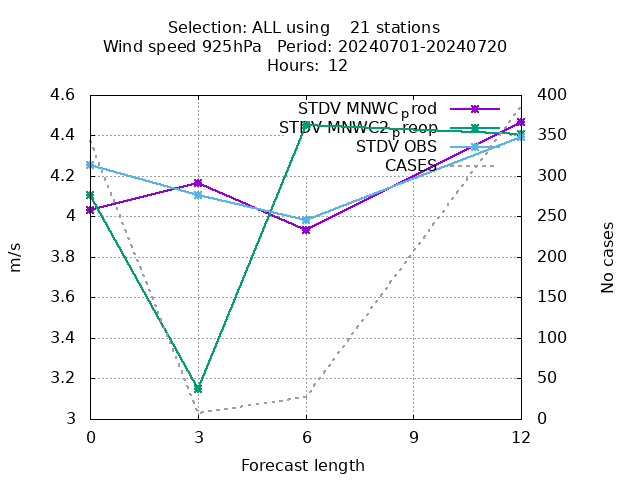 Selection: ALL using 21 stations
Wind speed 925hPa Period: 20240701-20240720
Hours: 12
4.6
4.4
4.2
4
3.8
3.6
3.4
3.2
3
400
350
300
250
200
150
100
50
0
STDV MNWCprod
STDV MNWC2preop
STDV OBS
CASES
m/s
No cases
0 3 6 9 12
Forecast length